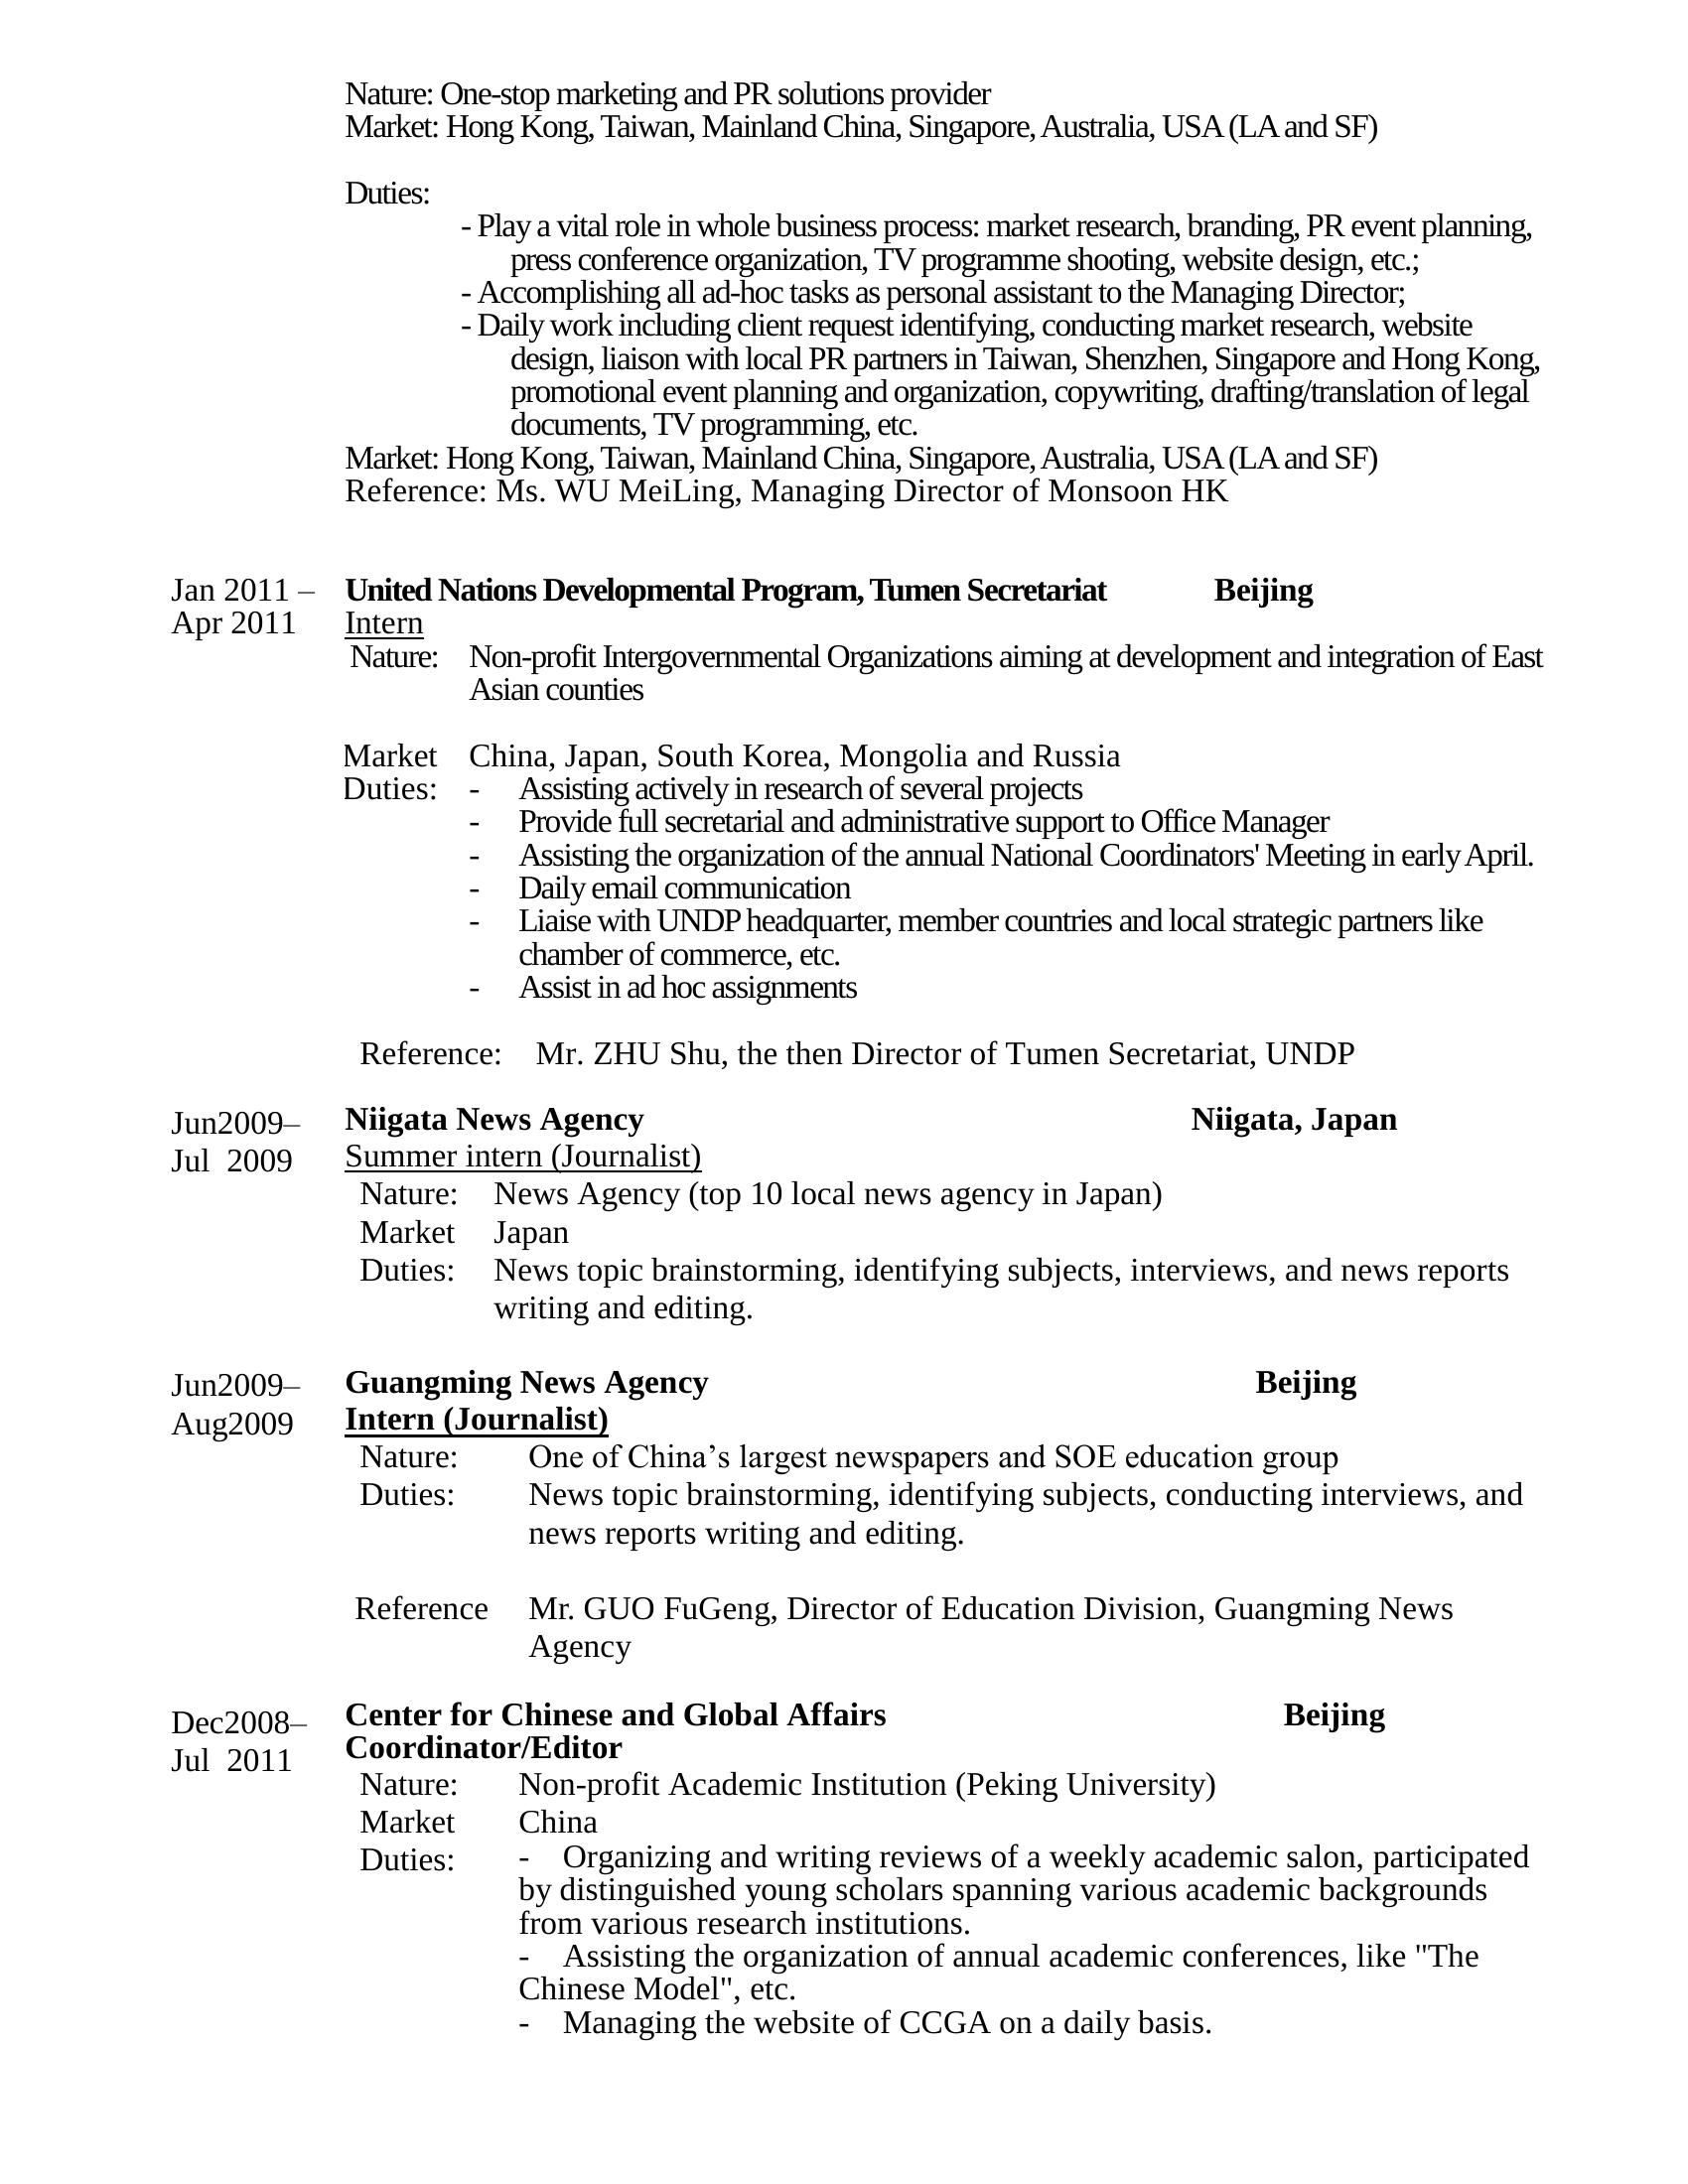 Nature: One-stop marketing and PR solutions provider
Market: Hong Kong, Taiwan, Mainland China, Singapore, Australia, USA (LA and SF)
Duties:
- Play a vital role in whole business process: market research, branding, PR event planning,
press conference organization, TV programme shooting, website design, etc.;
- Accomplishing all ad-hoc tasks as personal assistant to the Managing Director;
- Daily work including client request identifying, conducting market research, website
design, liaison with local PR partners in Taiwan, Shenzhen, Singapore and Hong Kong,
promotional event planning and organization, copywriting, drafting/translation of legal
documents, TV programming, etc.
Market: Hong Kong, Taiwan, Mainland China, Singapore, Australia, USA (LA and SF)
Reference: Ms. WU MeiLing, Managing Director of Monsoon HK
Jan 2011 – United Nations Developmental Program, Tumen Secretariat Beijing
Apr 2011 Intern
Nature: Non-profit Intergovernmental Organizations aiming at development and integration of East
Asian counties
Market China, Japan, South Korea, Mongolia and Russia
Duties: - Assisting actively in research of several projects
- Provide full secretarial and administrative support to Office Manager
- Assisting the organization of the annual National Coordinators' Meeting in early April.
- Daily email communication
- Liaise with UNDP headquarter, member countries and local strategic partners like
chamber of commerce, etc.
- Assist in ad hoc assignments
Reference: Mr. ZHU Shu, the then Director of Tumen Secretariat, UNDP
Jun2009– Niigata News Agency Niigata, Japan
Jul 2009 Summer intern (Journalist)
Nature: News Agency (top 10 local news agency in Japan)
Market Japan
Duties: News topic brainstorming, identifying subjects, interviews, and news reports
writing and editing.
Jun2009– Guangming News Agency Beijing
Aug2009 Intern (Journalist)
Nature: One of China’s largest newspapers and SOE education group
Duties: News topic brainstorming, identifying subjects, conducting interviews, and
news reports writing and editing.
Reference Mr. GUO FuGeng, Director of Education Division, Guangming News
Agency
Dec2008– Center for Chinese and Global Affairs Beijing
Jul 2011 Coordinator/Editor
Nature: Non-profit Academic Institution (Peking University)
Market China
Duties: - Organizing and writing reviews of a weekly academic salon, participated
by distinguished young scholars spanning various academic backgrounds
from various research institutions.
- Assisting the organization of annual academic conferences, like "The
Chinese Model", etc.
- Managing the website of CCGA on a daily basis.